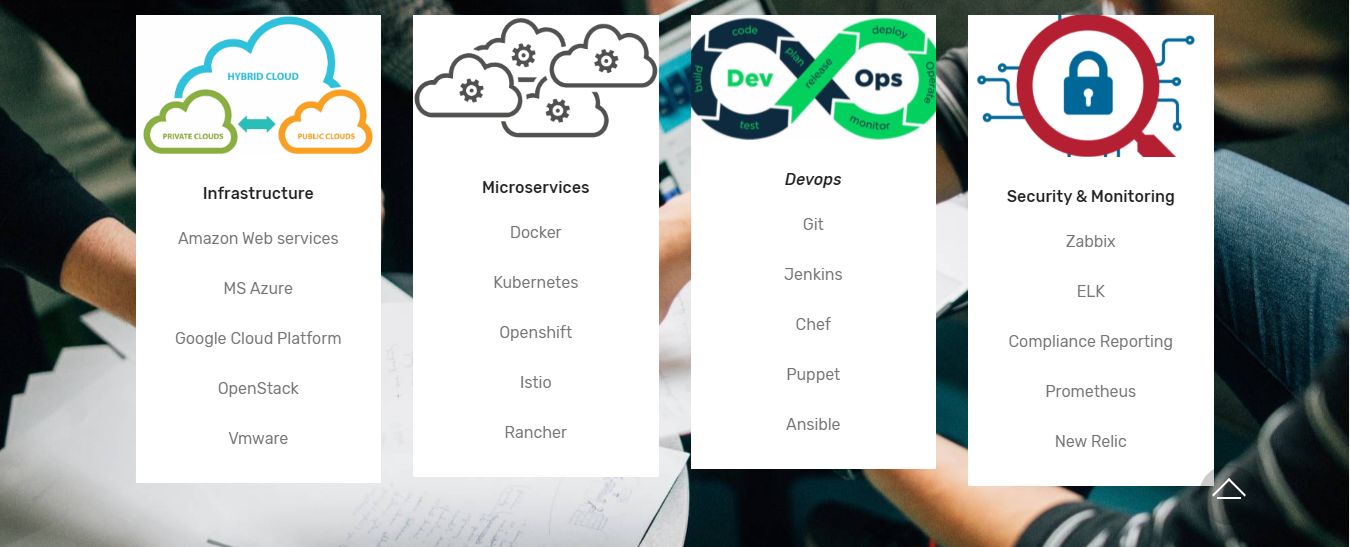 HYBRID CLOUD
PRIVATE CLOUDS
PUBLIC CLOUDS
Infrastructure
Amazon Web services
MS Azure
Google Cloud Platform
OpenStack
Vmware
Microservices
Docker
Kubernetes
Openshift
Istio
Rancher
code
plan
build
test
Dev
release
deploy
Operate
monitor
Ops
Devops
Git
Jenkins
Chef
Puppet
Ansible
Security & Monitoring
Zabbix
ELK
Compliance Reporting
Prometheus
New Relic